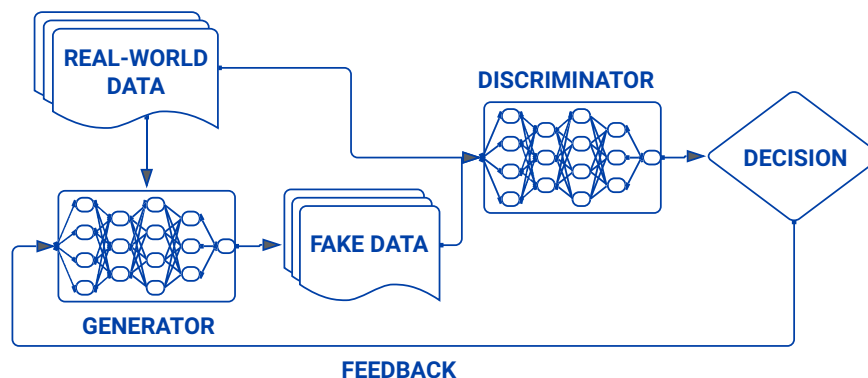 REAL-WORLD
DATA
DISCRIMINATOR
DECISION
FAKE DATA
GENERATOR
FEEDBACK